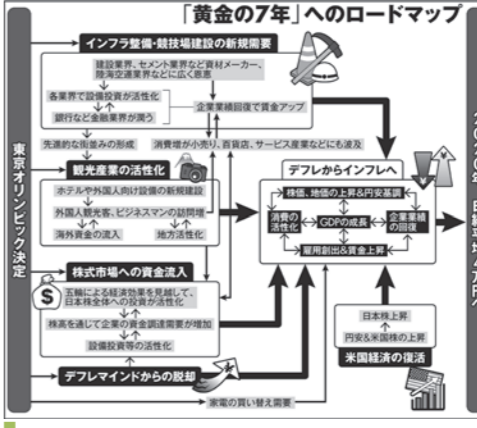 「黄金の7年」へのロードマップ
東京オリンピック決定
インフラ整備・競技場建設の新規需要
建設業界、セメント業界など資材メーカー、
陸海空運業界などに広く恩恵
各業界で設備投資が活性化
銀行など金融業界が潤う
企業業績回復で賃金アップ
先進的な街並みの形成
消費増が小売り、百貨店、サービス産業などにも波及
観光産業の活性化
ホテルや外国人向け設備の新規建設
外国人観光客、ビジネスマンの訪問増
海外資金の流入
地方活性化
株式市場への資金流入
五輪による経済効果を見越して、
日本株全体への投資が活性化
株高を通じて企業の資金調達需要が増加
設備投資等の活性化
デフレマインドからの脱却
家電の買い替え需要
デフレからインフレへ
株価、地価の上昇&円安基調
消費の
活性化
GDPの成長
企業業績
の回復
雇用創出&賃金上昇
日本株上昇
円安&米国株の上昇
米国経済の復活
$
¥
¥